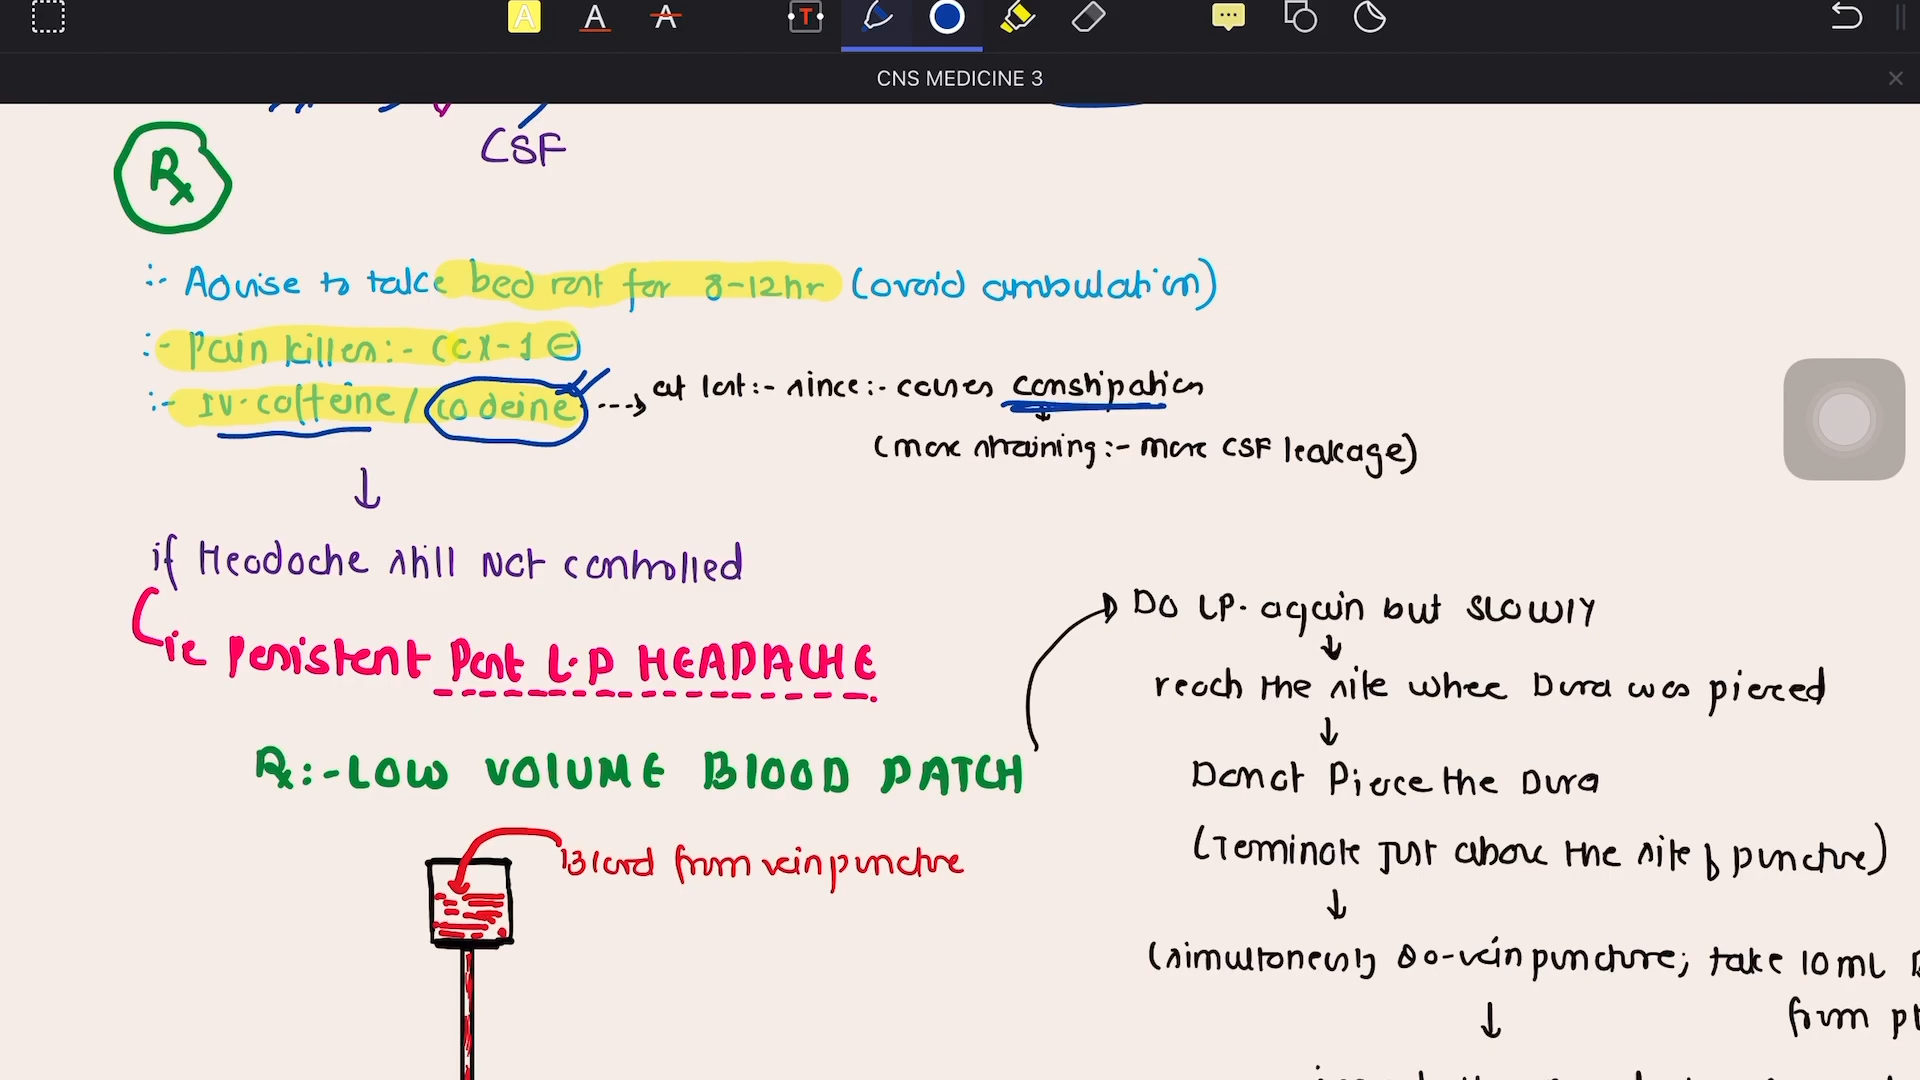 CNS MEDICINE 3
CSF
Rx
:- Advise to take bed rest for 8-12hr (avoid ambulation)
:- Pain killer:- COX-1 ⊖
:- IV-caffeine / codeine ---> at last:- since:- causes constipation
(more straining:- more CSF leakage)
↓
if Headache still Not controlled
ie Persistent Post L.P HEADACHE
Rx:- LOW VOLUME BLOOD PATCH
Blood from vein puncture
Do LP. again but SLOWLY
↓
reach the site where Dura was pierced
↓
Donot Pierce the Dura
(Terminate Just above the site of puncture)
↓
(simultaneously do-vein puncture; take 10mL
from pt
↓